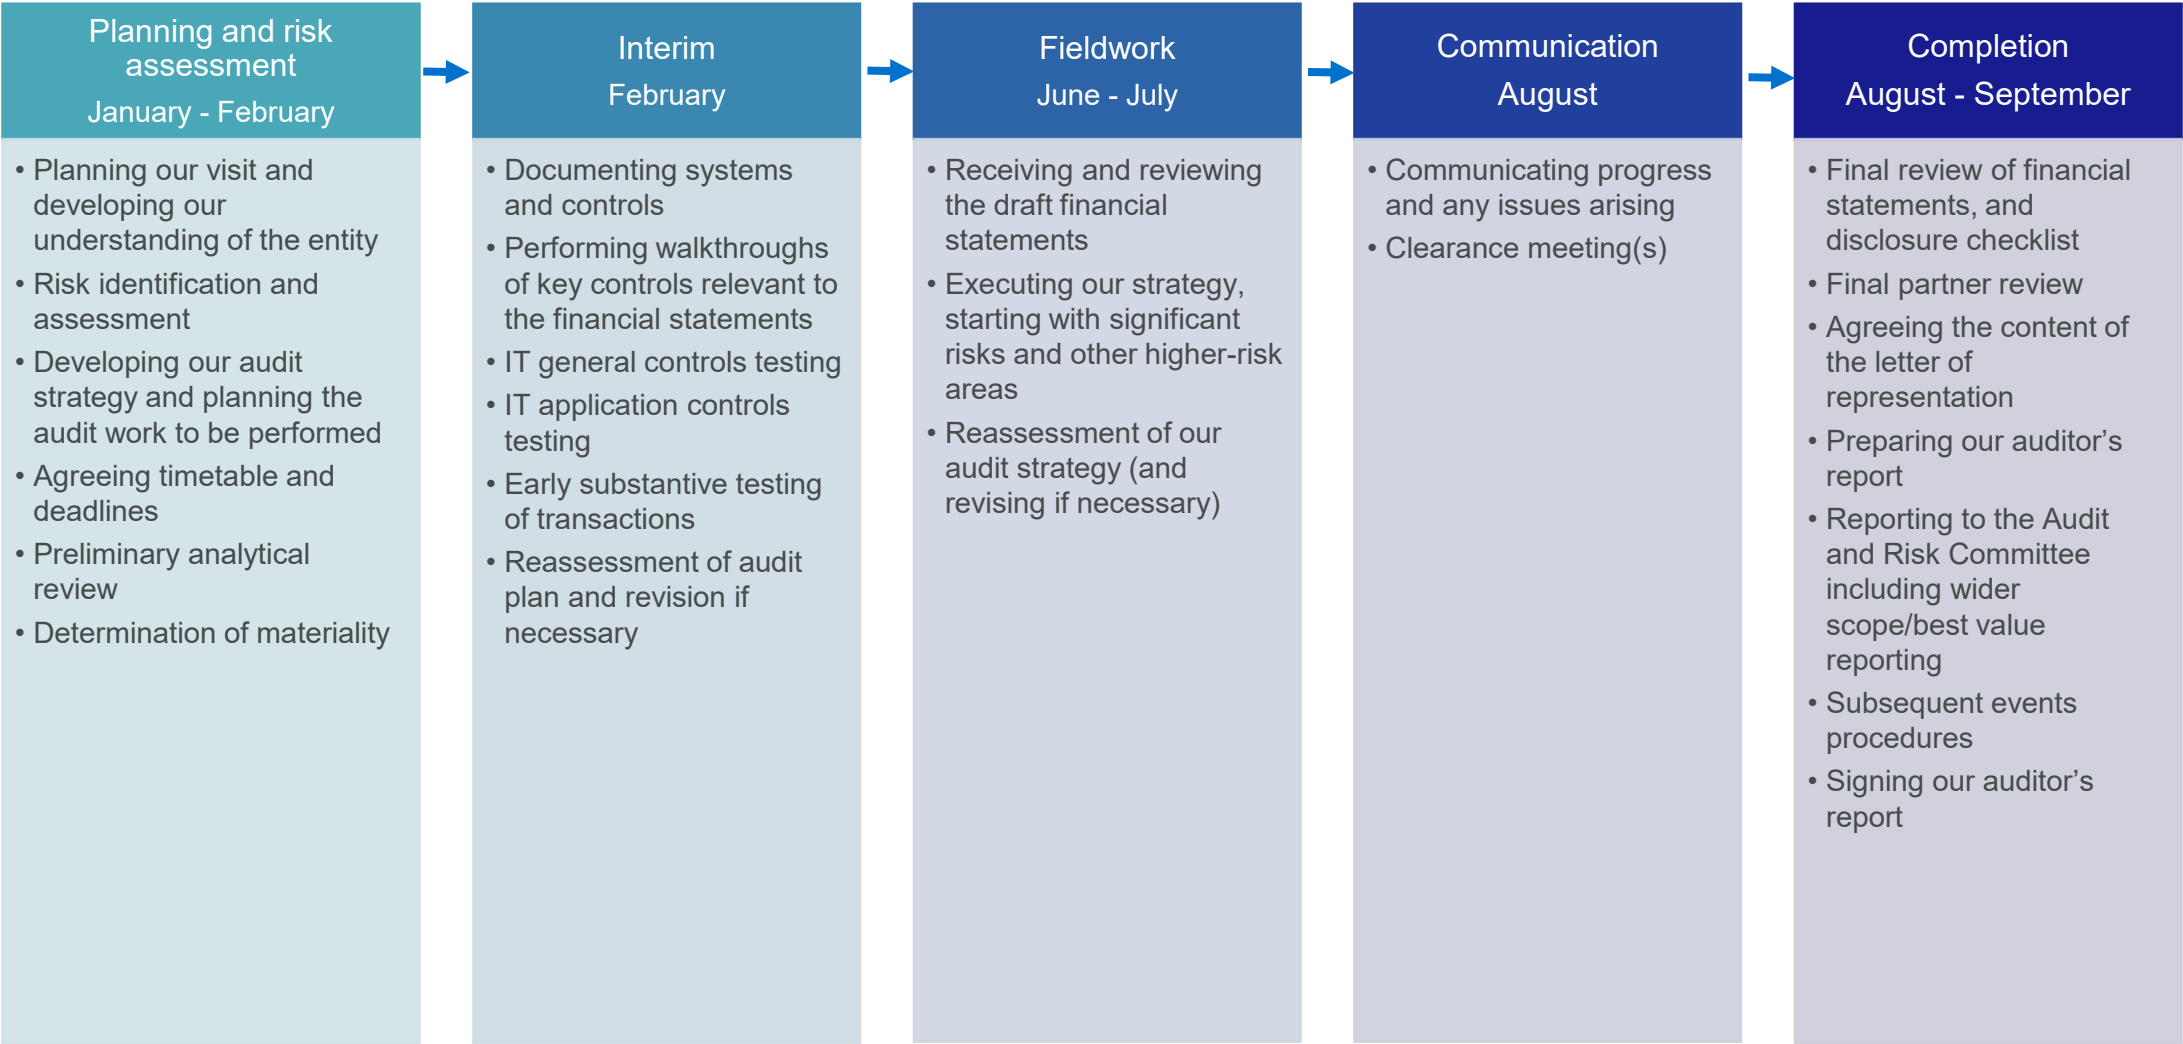 Planning and risk
assessment
January - February
• Planning our visit and
developing our
understanding of the entity
• Risk identification and
assessment
• Developing our audit
strategy and planning the
audit work to be performed
• Agreeing timetable and
deadlines
• Preliminary analytical
review
• Determination of materiality
Interim
February
• Documenting systems
and controls
• Performing walkthroughs
of key controls relevant to
the financial statements
• IT general controls testing
• IT application controls
testing
• Early substantive testing
of transactions
• Reassessment of audit
plan and revision if
necessary
Fieldwork
June - July
• Receiving and reviewing
the draft financial
statements
• Executing our strategy,
starting with significant
risks and other higher-risk
areas
• Reassessment of our
audit strategy (and
revising if necessary)
Communication
August
• Communicating progress
and any issues arising
• Clearance meeting(s)
Completion
August - September
• Final review of financial
statements, and
disclosure checklist
• Final partner review
• Agreeing the content of
the letter of
representation
• Preparing our auditor’s
report
• Reporting to the Audit
and Risk Committee
including wider
scope/best value
reporting
• Subsequent events
procedures
• Signing our auditor’s
report